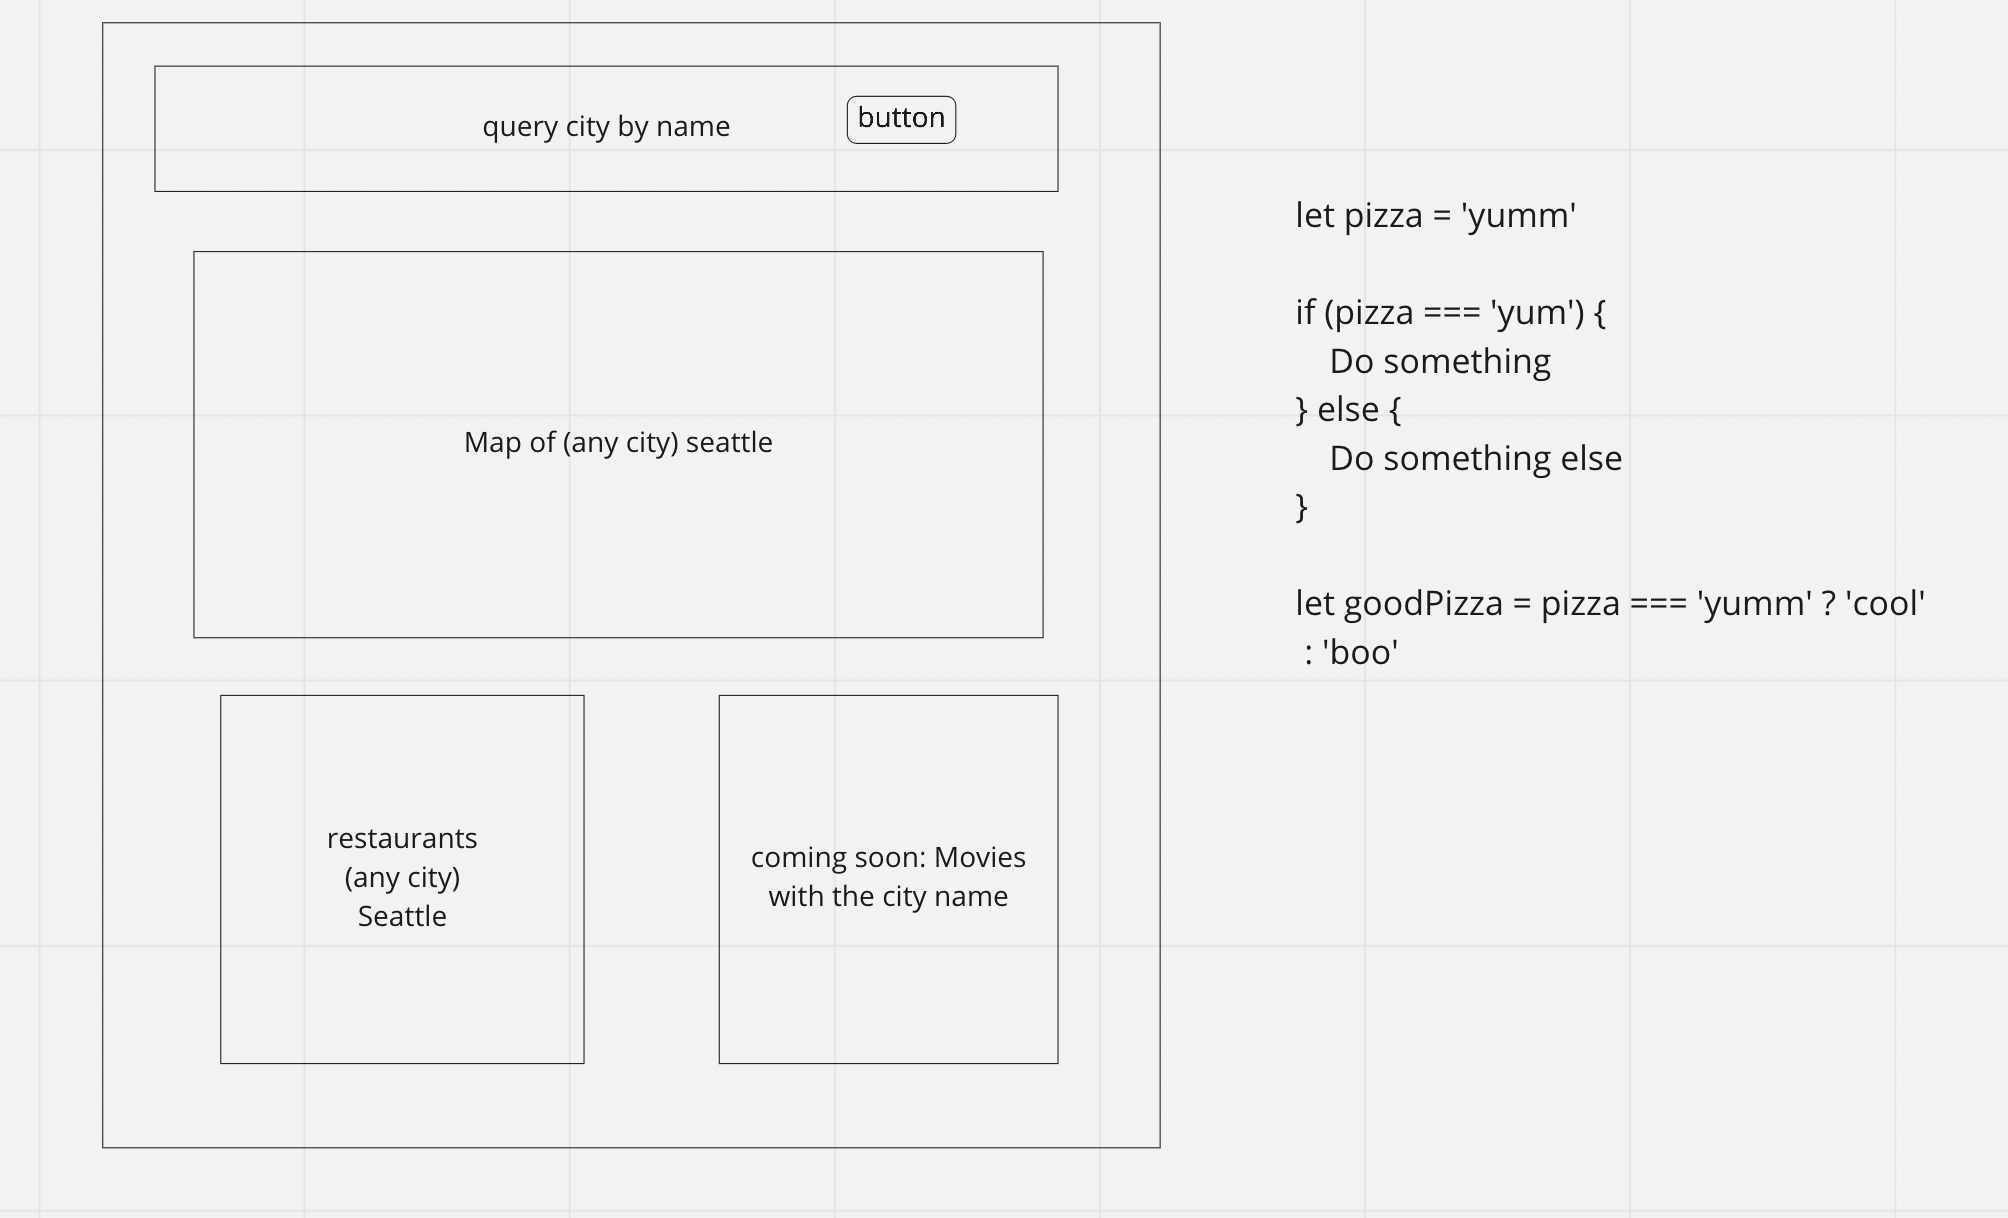 query city by name
button
Map of (any city) seattle
restaurants
(any city)
Seattle
coming soon: Movies
with the city name
let pizza = 'yumm'
if (pizza === 'yum') {
Do something
} else {
Do something else
}
let goodPizza = pizza === 'yumm' ? 'cool'
: 'boo'